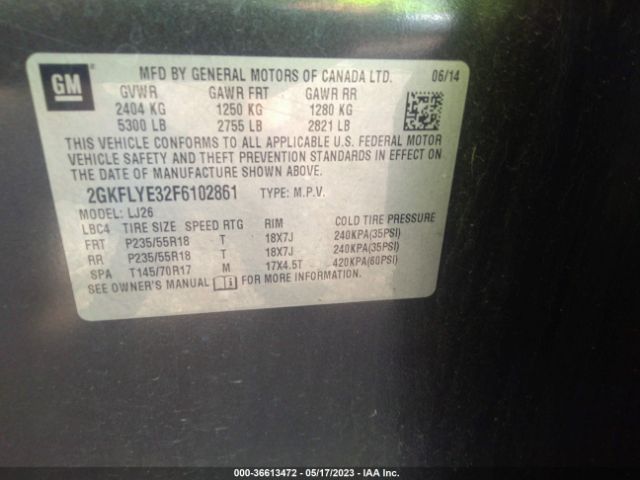 GM
MFD BY GENERAL MOTORS OF CANADA LTD. 06/14
GVWR GAWR FRT GAWR RR
2404 KG 1250 KG 1280 KG
5300 LB 2755 LB 2821 LB
THIS VEHICLE CONFORMS TO ALL APPLICABLE U.S. FEDERAL MOTOR
VEHICLE SAFETY AND THEFT PREVENTION STANDARDS IN EFFECT ON
THE DATE OF MANUFACTURE SHOWN ABOVE.
2GKFLYE32F6102861 TYPE: M.P.V.
MODEL: LJ26
LBC4 TIRE SIZE SPEED RTG RIM COLD TIRE PRESSURE
FRT P235/55R18 T 18X7J 240KPA(35PSI)
RR P235/55R18 T 18X7J 240KPA(35PSI)
SPA T145/70R17 M 17X4.5T 420KPA(60PSI)
SEE OWNER'S MANUAL FOR MORE INFORMATION.
000-36613472 - 05/17/2023 - IAA Inc.